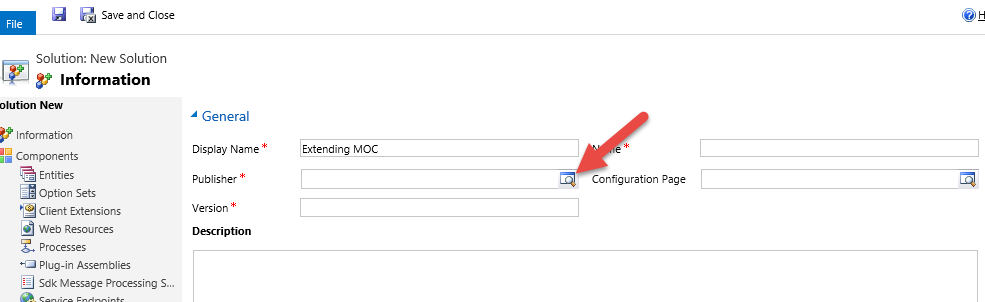 File
Save and Close
H
Solution: New Solution
Information
olution New
Information
Components
Entities
Option Sets
Client Extensions
Web Resources
Processes
Plug-in Assemblies
Sdk Message Processing S...
Service Endpoints
General
Display Name * Extending MOC
Name *
Publisher *
Configuration Page
Version *
Description